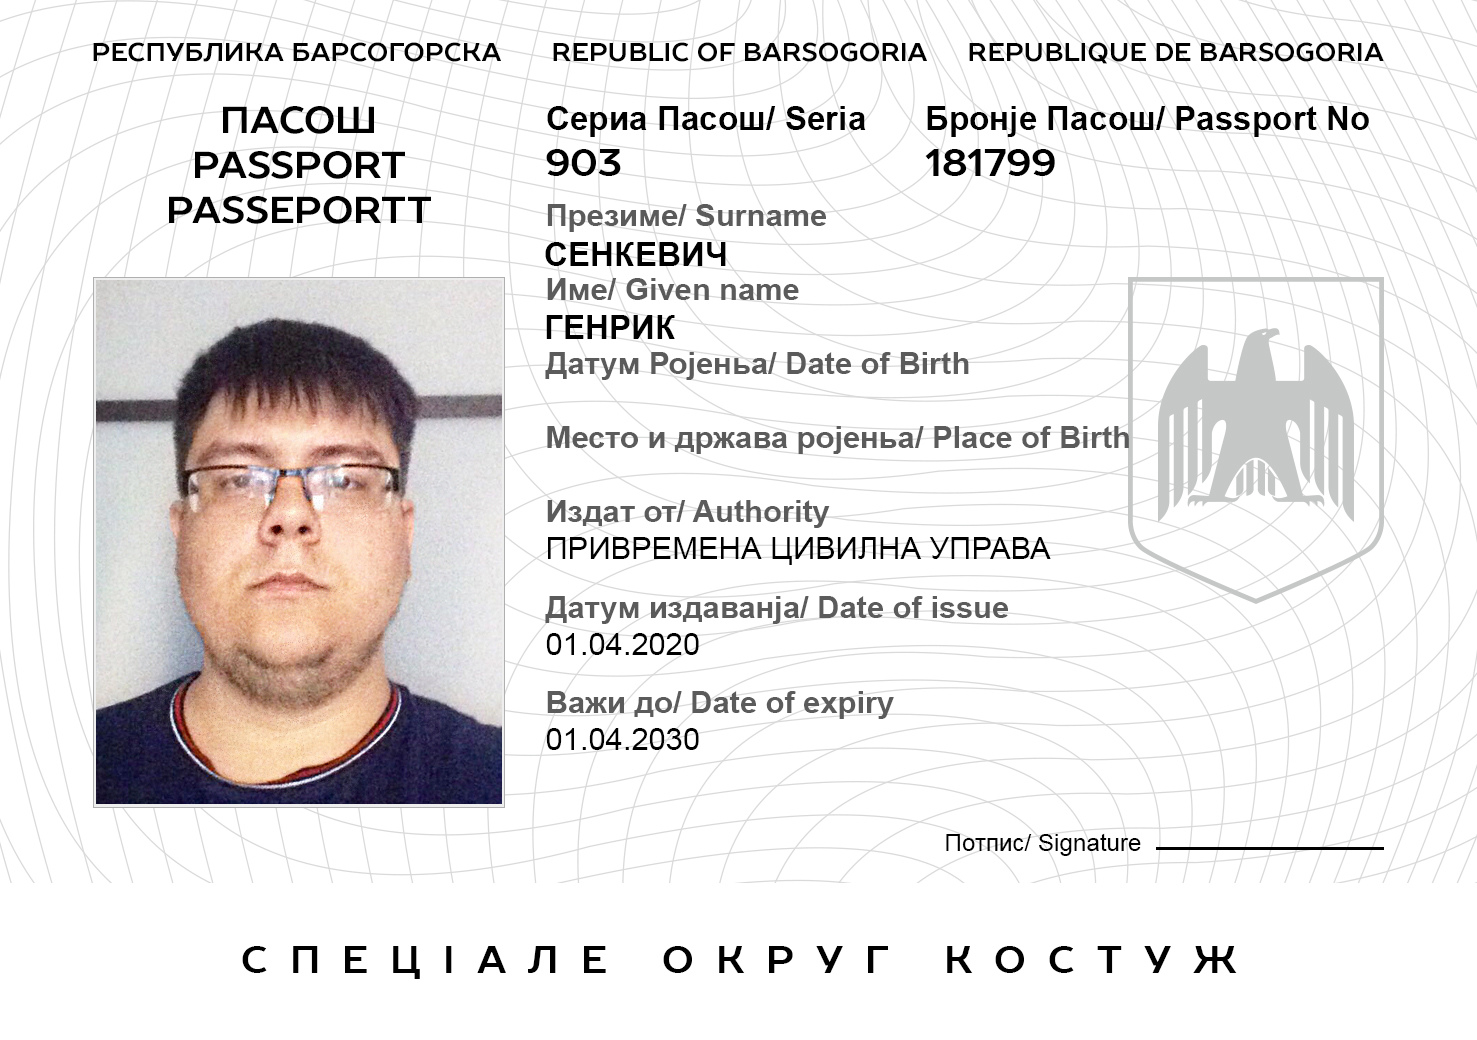 РЕСПУБЛИКА БАРСОГОРСКА REPUBLIC OF BARSOGORIA REPUBLIQUE DE BARSOGORIA
ПАСОШ
PASSPORT
PASSEPORTT
Сериа Пасош/ Seria Бронје Пасош/ Passport No
903 181799
Презиме/ Surname
СЕНКЕВИЧ
Име/ Given name
ГЕНРИК
Датум Ројења/ Date of Birth
Место и држава ројења/ Place of Birth
Издат от/ Authority
ПРИВРЕМЕНА ЦИВИЛНА УПРАВА
Датум издаванја/ Date of issue
01.04.2020
Важи до/ Date of expiry
01.04.2030
Потпис/ Signature
СПЕЦІАЛЕ ОКРУГ КОСТУЖ